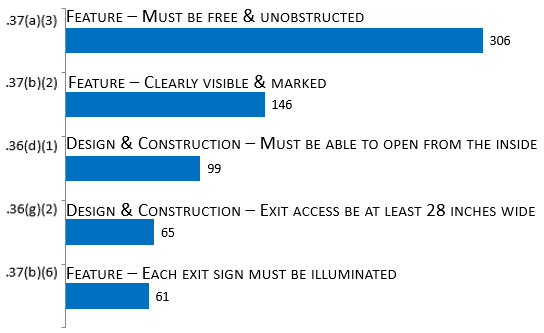 .37(a)(3) Feature – Must be free & unobstructed
306
.37(b)(2) Feature – Clearly visible & marked
146
.36(d)(1) Design & Construction – Must be able to open from the inside
99
.36(g)(2) Design & Construction – Exit access be at least 28 inches wide
65
.37(b)(6) Feature – Each exit sign must be illuminated
61